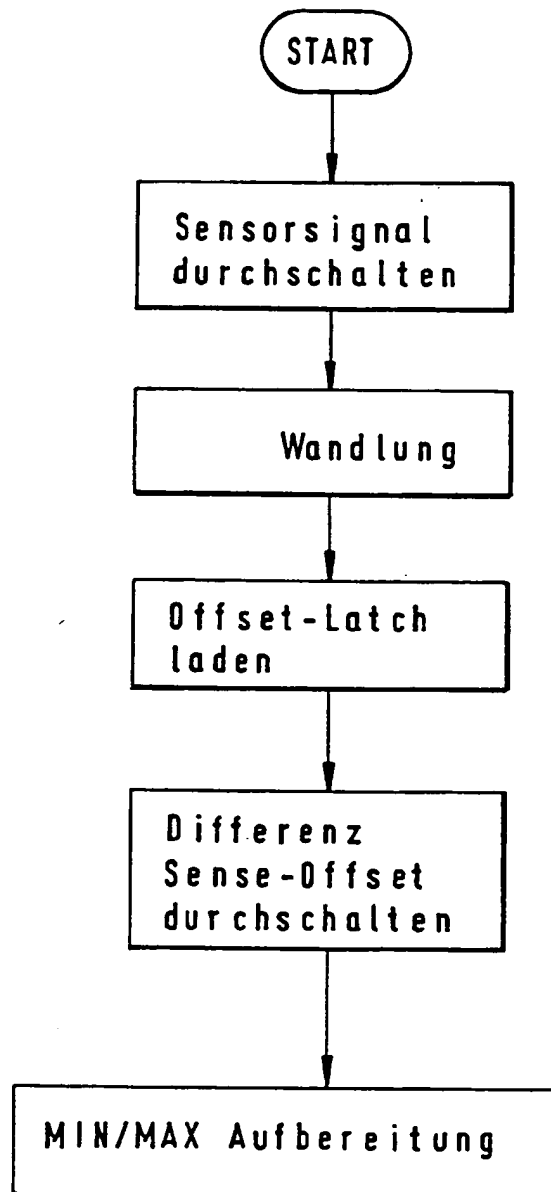 START
Sensorsignal
durchschalten
Wandlung
Offset-Latch
laden
Differenz
Sense-Offset
durchschalten
MIN/MAX Aufbereitung